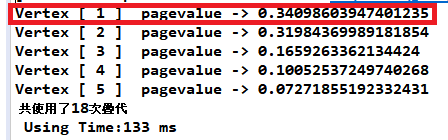 Vertex [ 1 ] pagevalue -> 0.34098603947401235
Vertex [ 2 ] pagevalue -> 0.31984369989181854
Vertex [ 3 ] pagevalue -> 0.1659263362134424
Vertex [ 4 ] pagevalue -> 0.10052537249740268
Vertex [ 5 ] pagevalue -> 0.07271855192332431
共使用了18次疊代
Using Time:133 ms